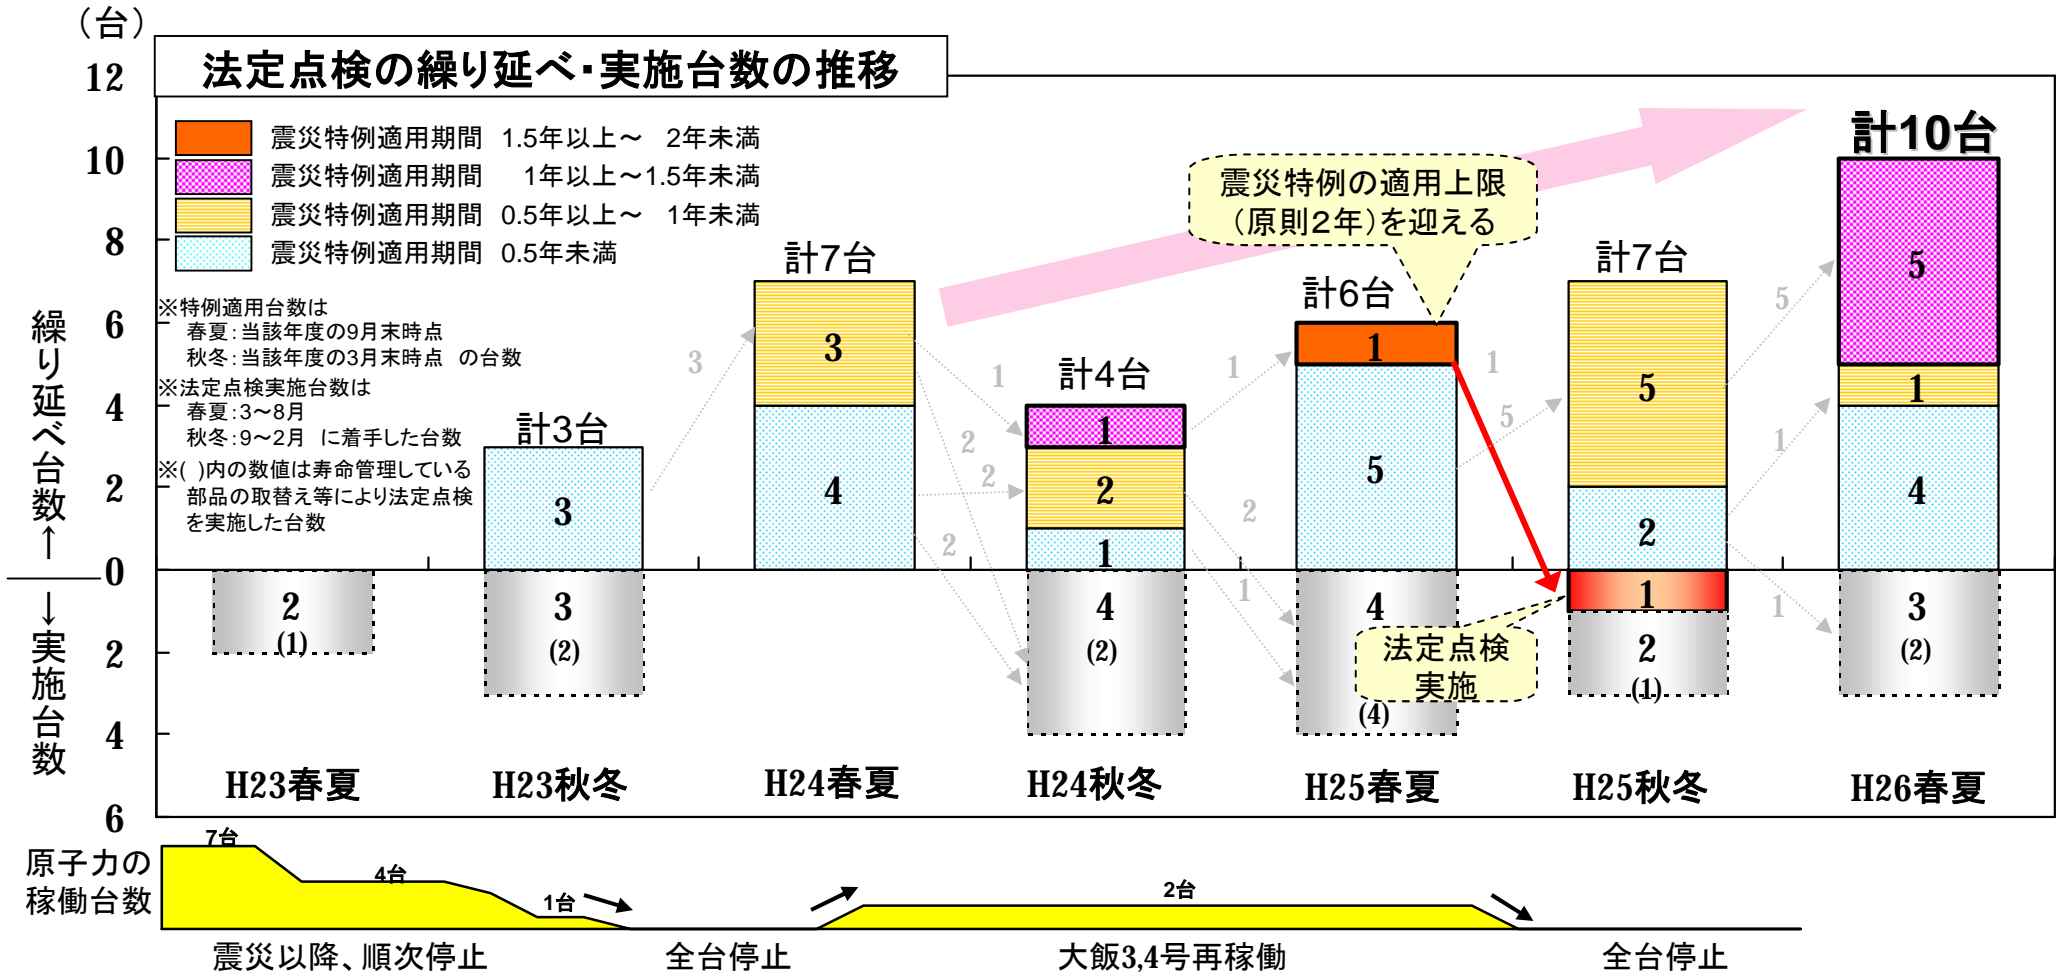 （台）
法定点検の繰り延べ・実施台数の推移
12
10
8
6
4
2
0
2
4
6
繰り延べ台数↑
↓実施台数
震災特例適用期間 1.5年以上～ 2年未満
震災特例適用期間 1年以上～1.5年未満
震災特例適用期間 0.5年以上～ 1年未満
震災特例適用期間 0.5年未満
※特例適用台数は
春夏：当該年度の9月末時点
秋冬：当該年度の3月末時点 の台数
※法定点検実施台数は
春夏：3～8月
秋冬：9～2月 に着手した台数
※( )内の数値は寿命管理している
部品の取替え等により法定点検
を実施した台数
2
(1)
計3台
3
3
(2)
3
計7台
3
4
1
2
2
2
計4台
1
2
1
4
(2)
1
2
1
震災特例の適用上限
（原則２年）を迎える
計6台
1
5
4
(4)
1
5
法定点検
実施
計7台
5
2
1
2
(1)
5
1
1
計10台
5
1
4
3
(2)
H23春夏
H23秋冬
H24春夏
H24秋冬
H25春夏
H25秋冬
H26春夏
原子力の
稼働台数
7台
4台
1台
2台
震災以降、順次停止
全台停止
大飯3,4号再稼働
全台停止